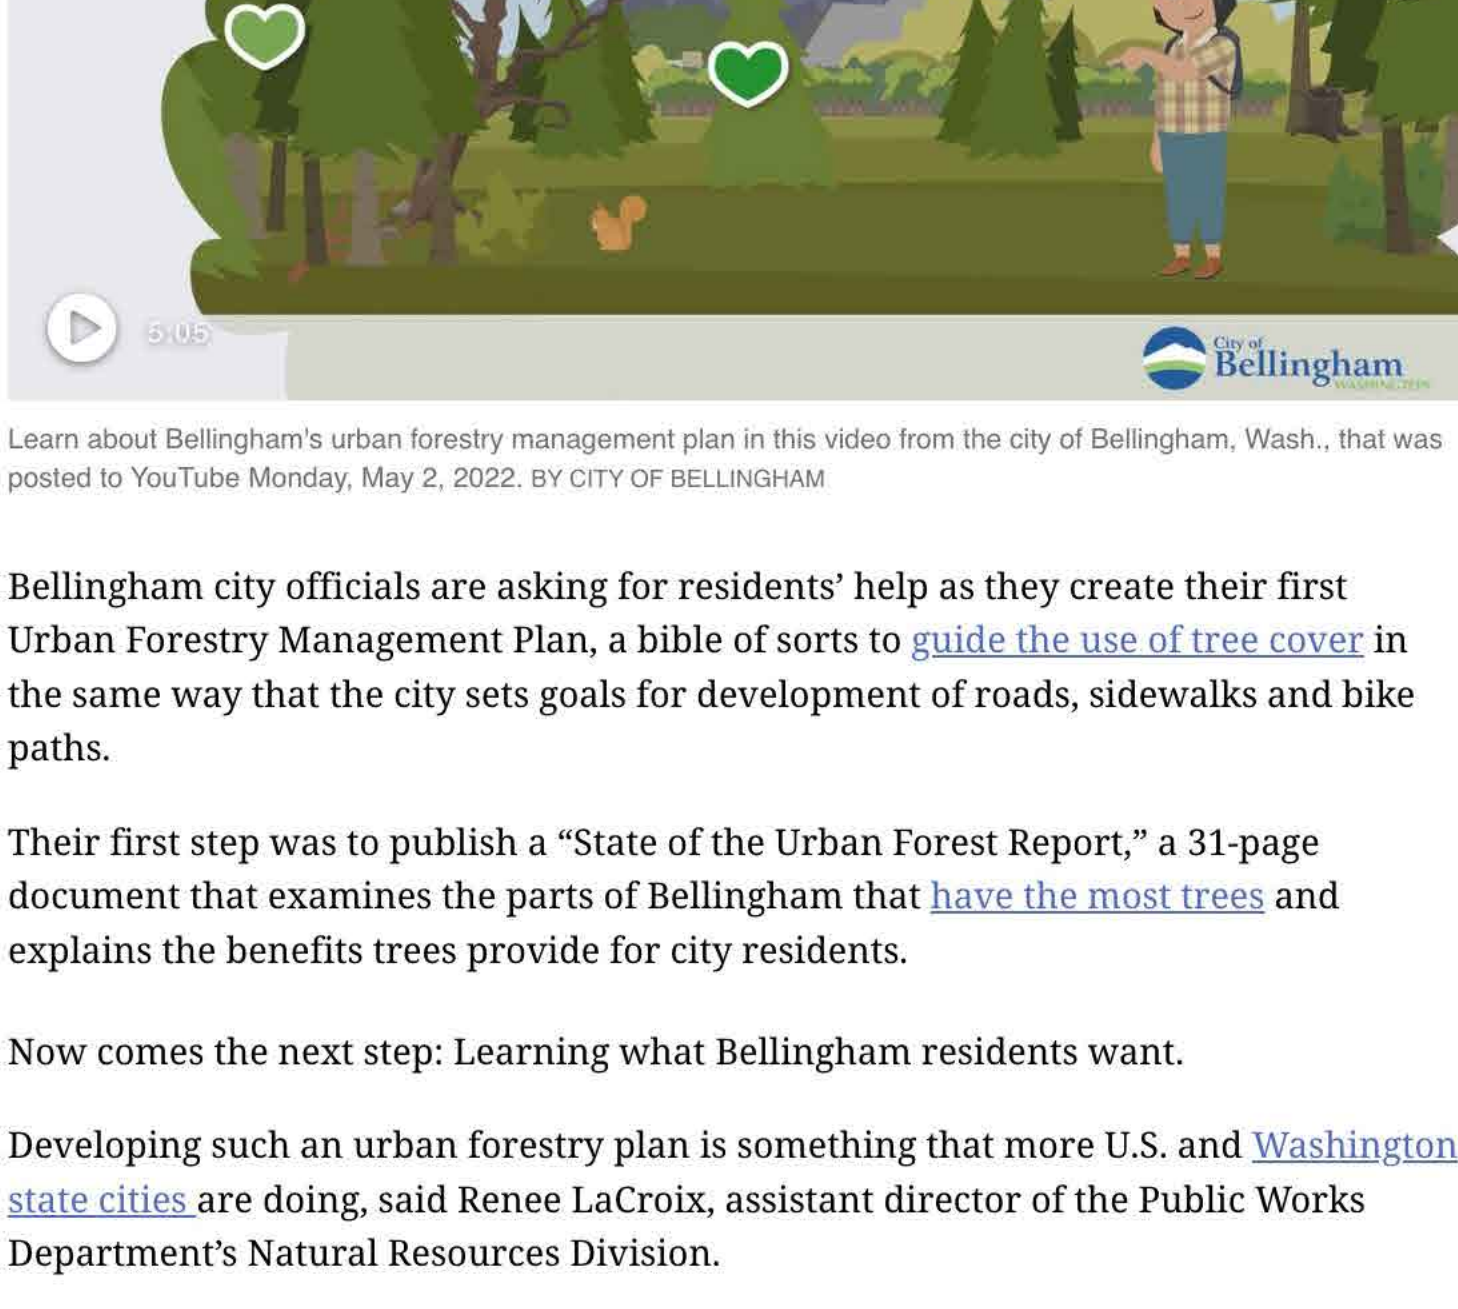 5:05
City of
Bellingham
WASHINGTON
Learn about Bellingham's urban forestry management plan in this video from the city of Bellingham, Wash., that was
posted to YouTube Monday, May 2, 2022. BY CITY OF BELLINGHAM
Bellingham city officials are asking for residents’ help as they create their first
Urban Forestry Management Plan, a bible of sorts to guide the use of tree cover in
the same way that the city sets goals for development of roads, sidewalks and bike
paths.
Their first step was to publish a “State of the Urban Forest Report,” a 31-page
document that examines the parts of Bellingham that have the most trees and
explains the benefits trees provide for city residents.
Now comes the next step: Learning what Bellingham residents want.
Developing such an urban forestry plan is something that more U.S. and Washington
state cities are doing, said Renee LaCroix, assistant director of the Public Works
Department’s Natural Resources Division.